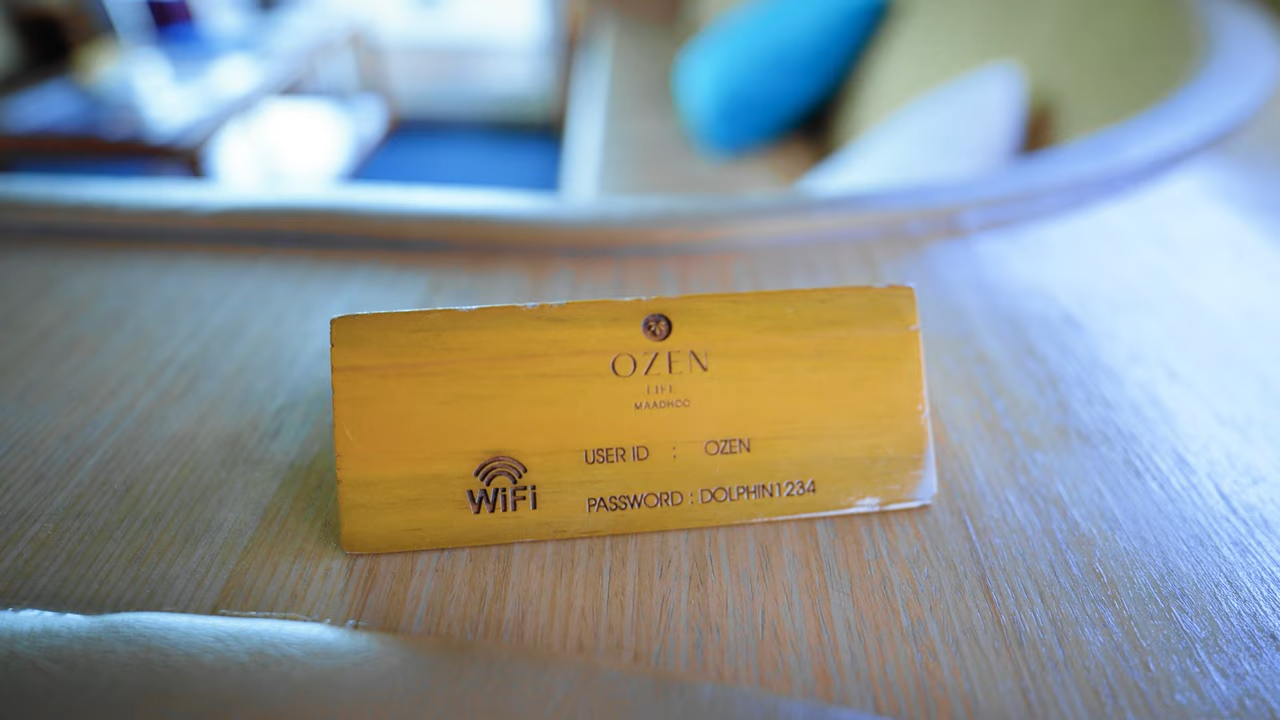 OZEN
LIFE
MAADHOO
USER ID : OZEN
WiFi
PASSWORD : DOLPHIN1234